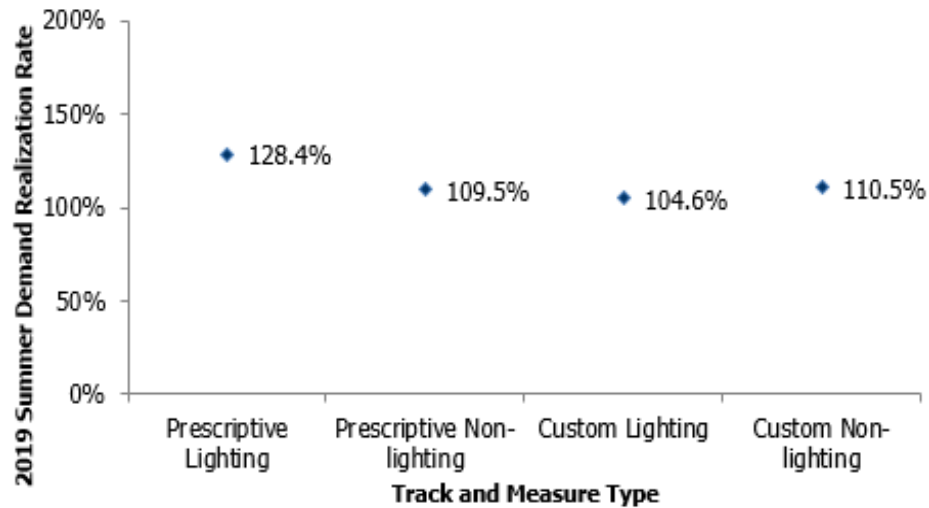 2019 Summer Demand Realization Rate
200%
150%
100%
50%
0%
128.4%
109.5%
104.6%
110.5%
Prescriptive
Lighting
Prescriptive Non-
lighting
Custom Lighting
Custom Non-
lighting
Track and Measure Type